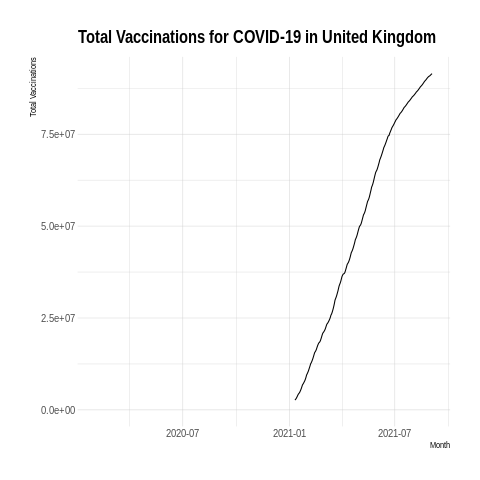 Total Vaccinations for COVID-19 in United Kingdom
Total Vaccinations
7.5e+07
5.0e+07
2.5e+07
0.0e+00
2020-07
2021-01
2021-07
Month